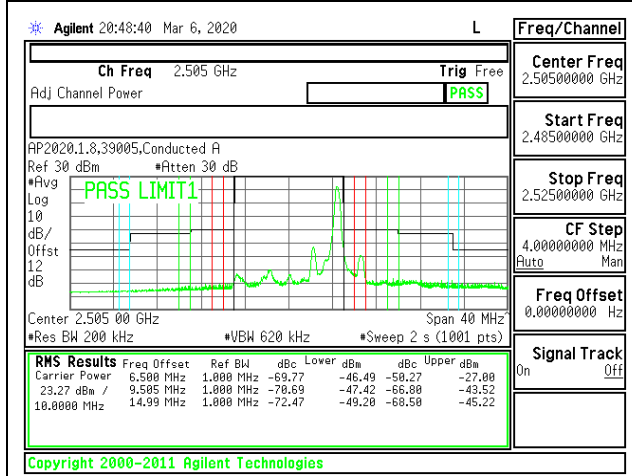 Agilent 20:48:40 Mar 6, 2020 L
Freq/Channel
Ch Freq 2.505 GHz Trig Free
Adj Channel Power PASS
AP2020.1.8,39005,Conducted A
Ref 30 dBm #Atten 30 dB
#Avg
Log
10
dB/
Offst
12
dB
PASS LIMIT1
Center 2.505 00 GHz Span 40 MHz
#Res BW 200 kHz #VBW 620 kHz #Sweep 2 s (1001 pts)
RMS Results Freq Offset Ref BW dBc Lower dBm dBc Upper dBm
Carrier Power 6.500 MHz 1.000 MHz -69.77 -46.49 -50.27 -27.00
23.27 dBm / 9.505 MHz 1.000 MHz -70.69 -47.42 -66.80 -43.52
10.0000 MHz 14.99 MHz 1.000 MHz -72.47 -49.20 -68.50 -45.22
Copyright 2000-2011 Agilent Technologies
Center Freq
2.50500000 GHz
Start Freq
2.48500000 GHz
Stop Freq
2.52500000 GHz
CF Step
4.00000000 MHz
Auto Man
Freq Offset
0.00000000 Hz
Signal Track
On Off